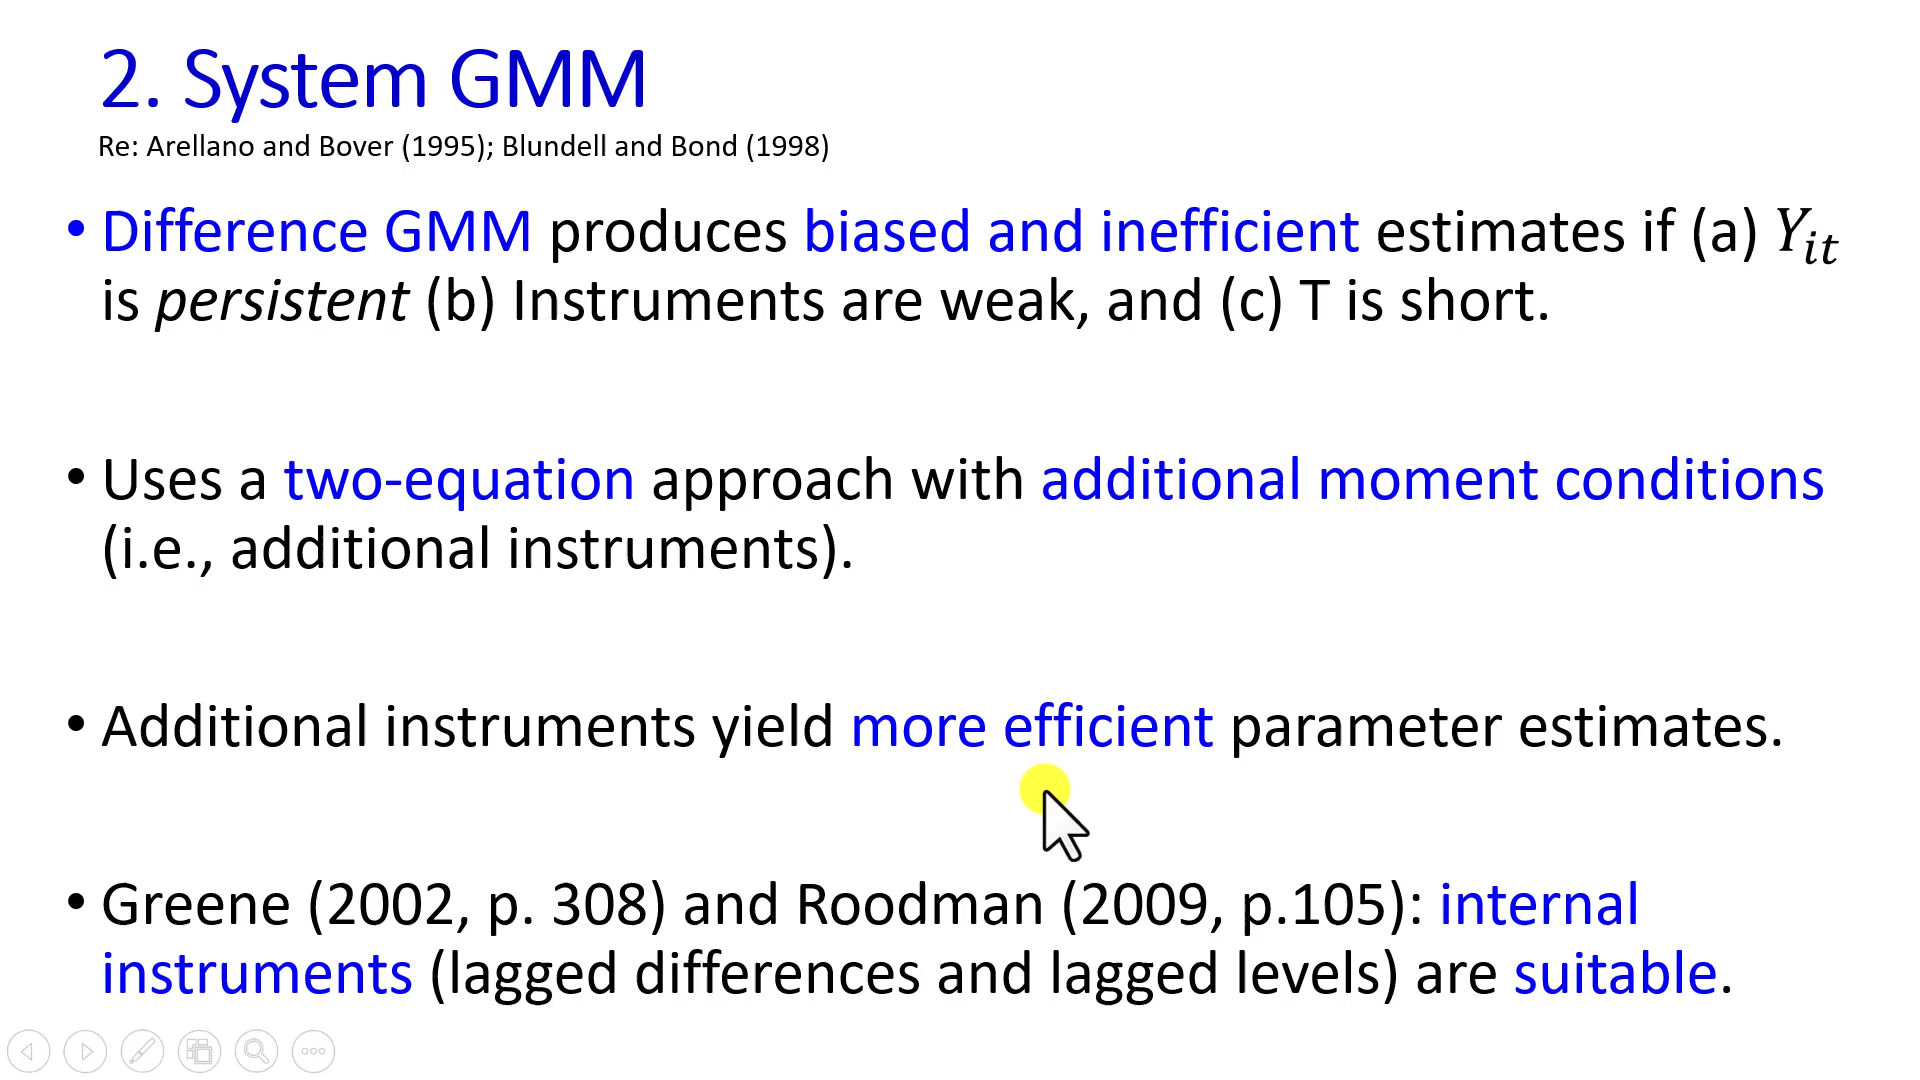 2. System GMM
Re: Arellano and Bover (1995); Blundell and Bond (1998)
• Difference GMM produces biased and inefficient estimates if (a) Y_it
is persistent (b) Instruments are weak, and (c) T is short.
• Uses a two-equation approach with additional moment conditions
(i.e., additional instruments).
• Additional instruments yield more efficient parameter estimates.
• Greene (2002, p. 308) and Roodman (2009, p.105): internal
instruments (lagged differences and lagged levels) are suitable.